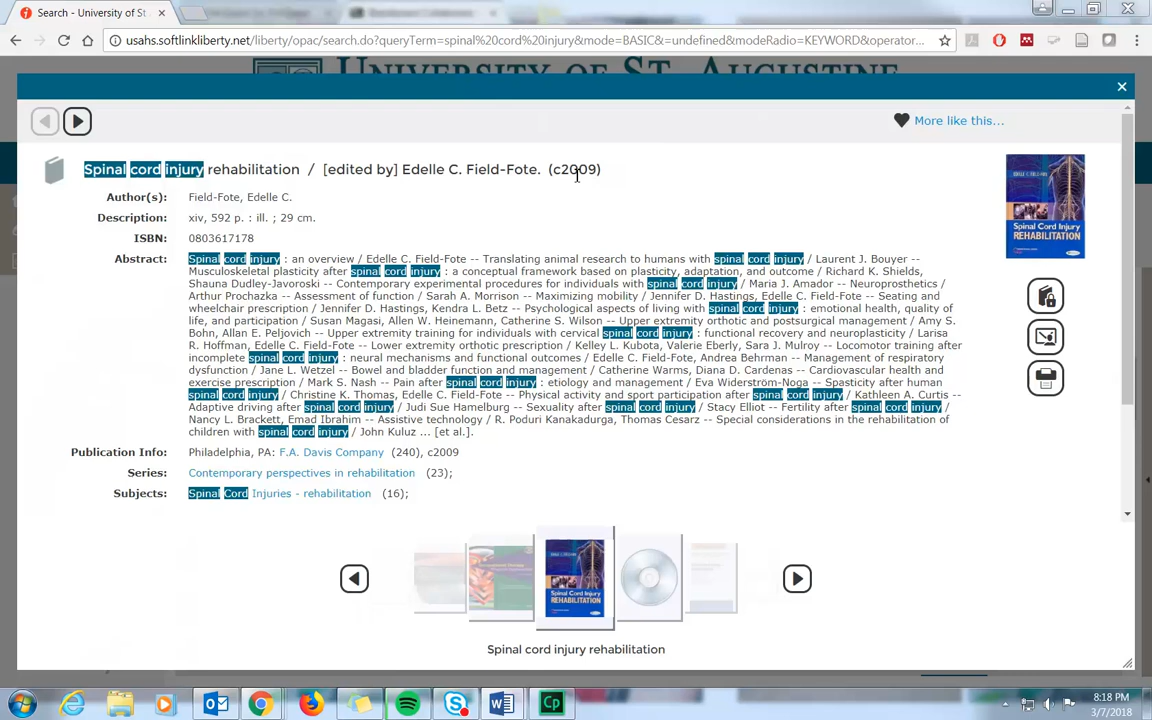 Search - University of St
usahs.softlinkliberty.net/liberty/opac/search.do?queryTerm=spinal%20cord%20injury&mode=BASIC&=undefined&modeRadio=KEYWORD&operator...
UNIVERSITY OF ST. AUGUSTINE
More like this...
Spinal cord injury rehabilitation / [edited by] Edelle C. Field-Fote. (c2009)
Author(s): Field-Fote, Edelle C.
Description: xiv, 592 p. : ill. ; 29 cm.
ISBN: 0803617178
Abstract: Spinal cord injury : an overview / Edelle C. Field-Fote -- Translating animal research to humans with spinal cord injury / Laurent J. Bouyer --
Musculoskeletal plasticity after spinal cord injury : a conceptual framework based on plasticity, adaptation, and outcome / Richard K. Shields,
Shauna Dudley-Javoroski -- Contemporary experimental procedures for individuals with spinal cord injury / Maria J. Amador -- Neuroprosthetics /
Arthur Prochazka -- Assessment of function / Sarah A. Morrison -- Maximizing mobility / Jennifer D. Hastings, Edelle C. Field-Fote -- Seating and
wheelchair prescription / Jennifer D. Hastings, Kendra L. Betz -- Psychological aspects of living with spinal cord injury : emotional health, quality of
life, and participation / Susan Magasi, Allen W. Heinemann, Catherine S. Wilson -- Upper extremity orthotic and postsurgical management / Amy S.
Bohn, Allan E. Peljovich -- Upper extremity training for individuals with cervical spinal cord injury : functional recovery and neuroplasticity / Larisa
R. Hoffman, Edelle C. Field-Fote -- Lower extremity orthotic prescription / Kelley L. Kubota, Valerie Eberly, Sara J. Mulroy -- Locomotor training after
incomplete spinal cord injury : neural mechanisms and functional outcomes / Edelle C. Field-Fote, Andrea Behrman -- Management of respiratory
dysfunction / Jane L. Wetzel -- Bowel and bladder function and management / Catherine Warms, Diana D. Cardenas -- Cardiovascular health and
exercise prescription / Mark S. Nash -- Pain after spinal cord injury : etiology and management / Eva Widerström-Noga -- Spasticity after human
spinal cord injury / Christine K. Thomas, Edelle C. Field-Fote -- Physical activity and sport participation after spinal cord injury / Kathleen A. Curtis --
Adaptive driving after spinal cord injury / Judi Sue Hamelburg -- Sexuality after spinal cord injury / Stacy Elliot -- Fertility after spinal cord injury /
Nancy L. Brackett, Emad Ibrahim -- Assistive technology / R. Poduri Kanakadurga, Thomas Cesarz -- Special considerations in the rehabilitation of
children with spinal cord injury / John Kuluz ... [et al.].
Publication Info: Philadelphia, PA: F.A. Davis Company (240), c2009
Series: Contemporary perspectives in rehabilitation (23);
Subjects: Spinal Cord Injuries - rehabilitation (16);
Spinal Cord Injury
REHABILITATION
Spinal Cord Injury
REHABILITATION
Spinal cord injury rehabilitation
8:18 PM
3/7/2018